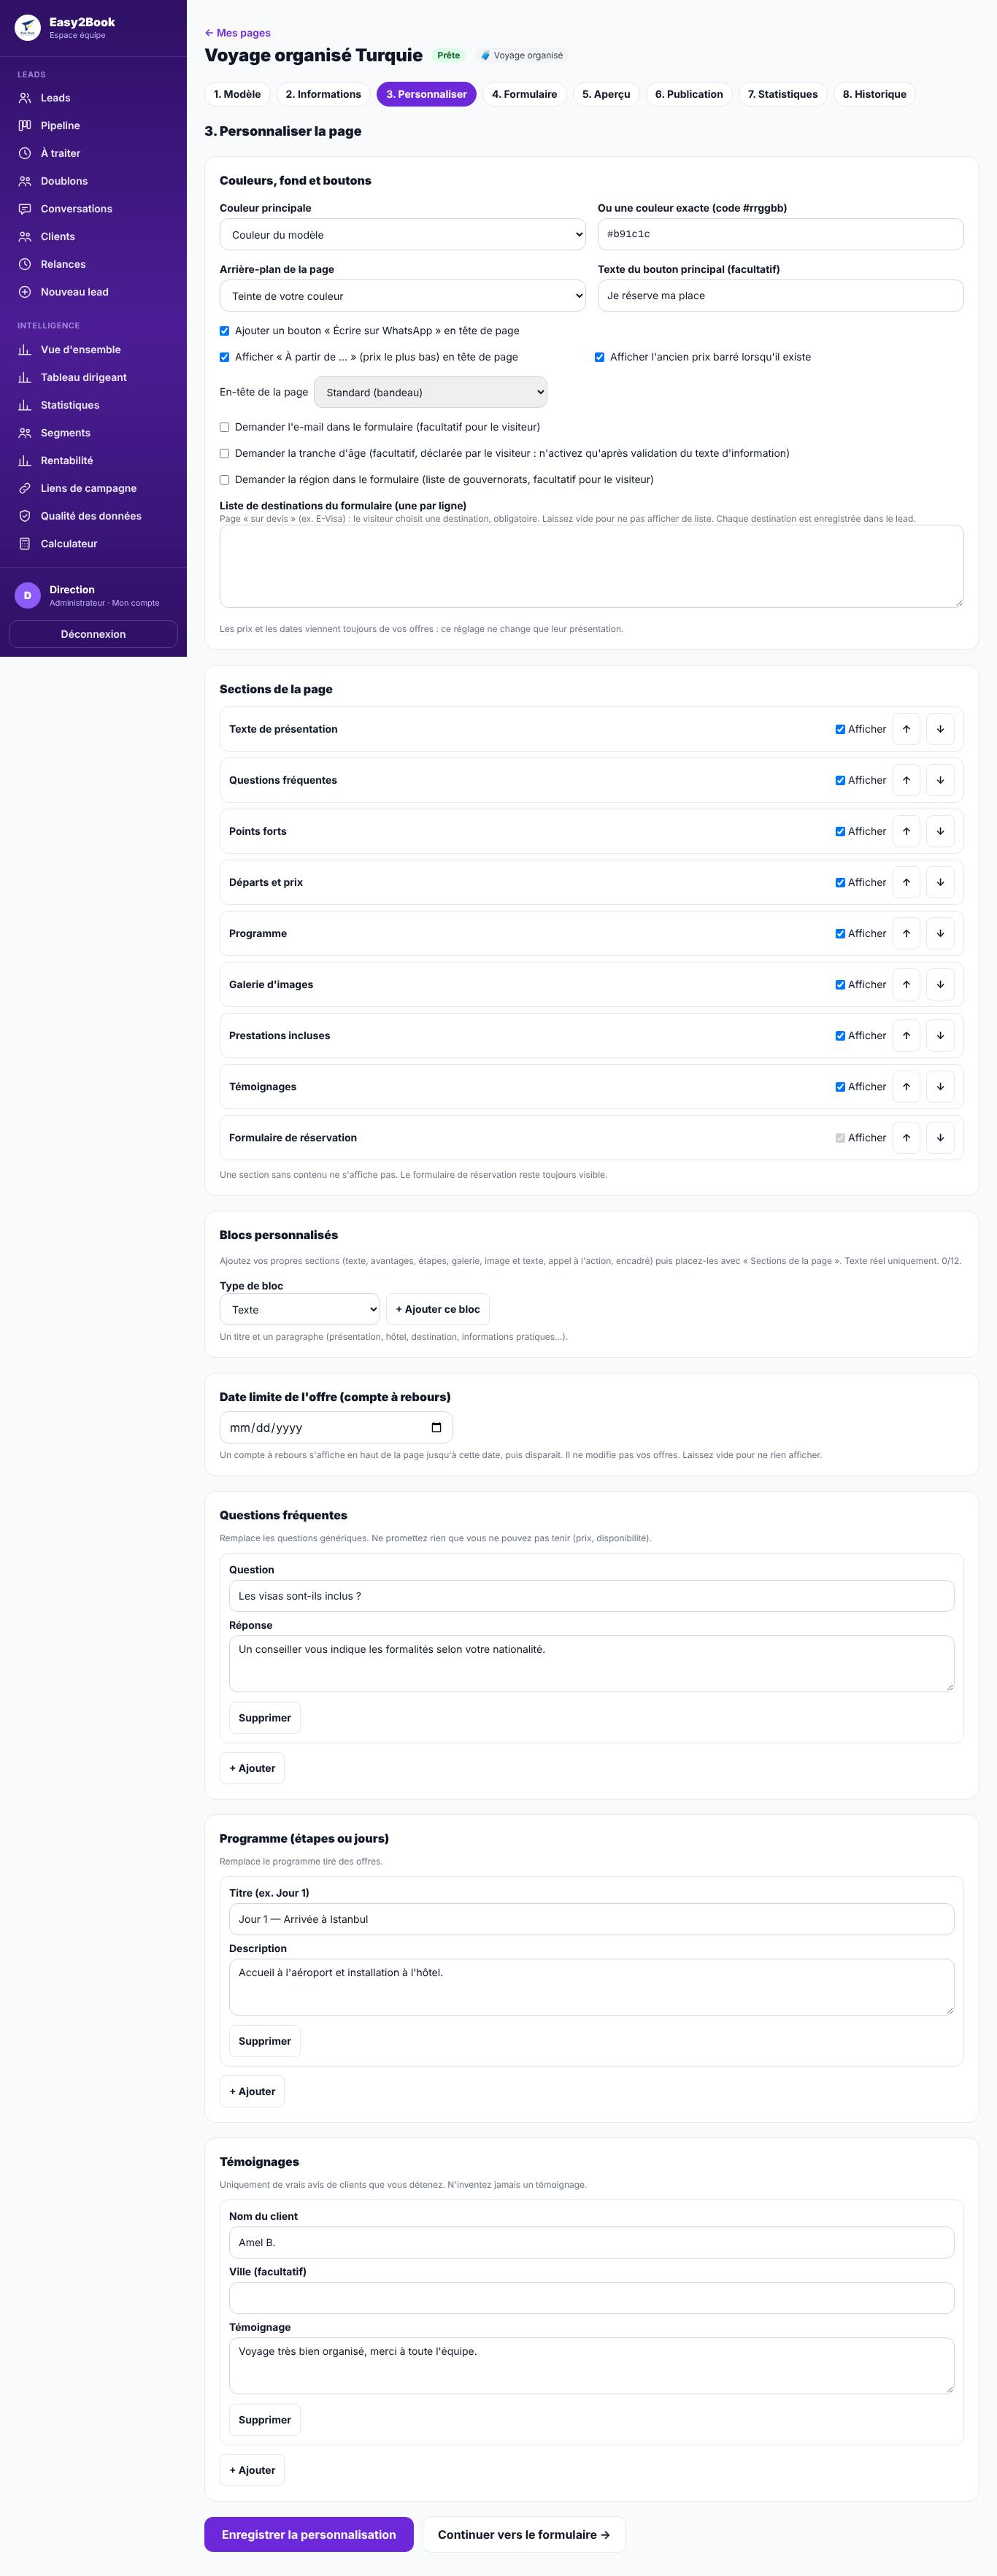 Easy2Book
Espace équipe
LEADS
Leads
Pipeline
À traiter
Doublons
Conversations
Clients
Relances
Nouveau lead
INTELLIGENCE
Vue d'ensemble
Tableau dirigeant
Statistiques
Segments
Rentabilité
Liens de campagne
Qualité des données
Calculateur
D
Direction
Administrateur · Mon compte
Déconnexion
← Mes pages
Voyage organisé Turquie Prête 🧳 Voyage organisé
1. Modèle 2. Informations 3. Personnaliser 4. Formulaire 5. Aperçu 6. Publication 7. Statistiques 8. Historique
3. Personnaliser la page
Couleurs, fond et boutons
Couleur principale Ou une couleur exacte (code #rrggbb)
Couleur du modèle #b91c1c
Arrière-plan de la page Texte du bouton principal (facultatif)
Teinte de votre couleur Je réserve ma place
Ajouter un bouton « Écrire sur WhatsApp » en tête de page
Afficher « À partir de … » (prix le plus bas) en tête de page Afficher l'ancien prix barré lorsqu'il existe
En-tête de la page Standard (bandeau)
Demander l'e-mail dans le formulaire (facultatif pour le visiteur)
Demander la tranche d'âge (facultatif, déclarée par le visiteur : n'activez qu'après validation du texte d'information)
Demander la région dans le formulaire (liste de gouvernorats, facultatif pour le visiteur)
Liste de destinations du formulaire (une par ligne)
Page « sur devis » (ex. E-Visa) : le visiteur choisit une destination, obligatoire. Laissez vide pour ne pas afficher de liste. Chaque destination est enregistrée dans le lead.
Les prix et les dates viennent toujours de vos offres : ce réglage ne change que leur présentation.
Sections de la page
Texte de présentation Afficher ↑ ↓
Questions fréquentes Afficher ↑ ↓
Points forts Afficher ↑ ↓
Départs et prix Afficher ↑ ↓
Programme Afficher ↑ ↓
Galerie d'images Afficher ↑ ↓
Prestations incluses Afficher ↑ ↓
Témoignages Afficher ↑ ↓
Formulaire de réservation Afficher ↑ ↓
Une section sans contenu ne s'affiche pas. Le formulaire de réservation reste toujours visible.
Blocs personnalisés
Ajoutez vos propres sections (texte, avantages, étapes, galerie, image et texte, appel à l'action, encadré) puis placez-les avec « Sections de la page ». Texte réel uniquement. 0/12.
Type de bloc
Texte + Ajouter ce bloc
Un titre et un paragraphe (présentation, hôtel, destination, informations pratiques…).
Date limite de l'offre (compte à rebours)
mm/dd/yyyy
Un compte à rebours s'affiche en haut de la page jusqu'à cette date, puis disparaît. Il ne modifie pas vos offres. Laissez vide pour ne rien afficher.
Questions fréquentes
Remplace les questions génériques. Ne promettez rien que vous ne pouvez pas tenir (prix, disponibilité).
Question
Les visas sont-ils inclus ?
Réponse
Un conseiller vous indique les formalités selon votre nationalité.
Supprimer
+ Ajouter
Programme (étapes ou jours)
Remplace le programme tiré des offres.
Titre (ex. Jour 1)
Jour 1 — Arrivée à Istanbul
Description
Accueil à l'aéroport et installation à l'hôtel.
Supprimer
+ Ajouter
Témoignages
Uniquement de vrais avis de clients que vous détenez. N'inventez jamais un témoignage.
Nom du client
Amel B.
Ville (facultatif)
Témoignage
Voyage très bien organisé, merci à toute l'équipe.
Supprimer
+ Ajouter
Enregistrer la personnalisation Continuer vers le formulaire →